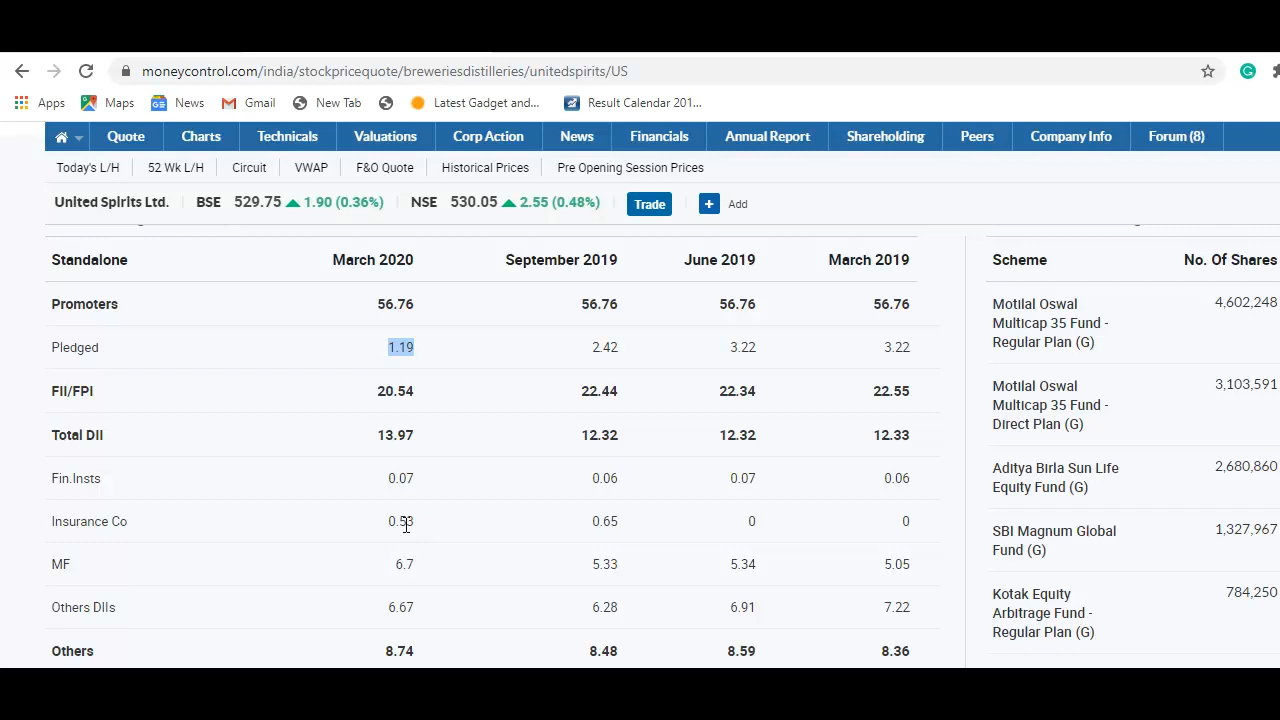 moneycontrol.com/india/stockpricequote/breweriesdistilleries/unitedspirits/US
Apps Maps News Gmail New Tab Latest Gadget and... Result Calendar 201...
Quote Charts Technicals Valuations Corp Action News Financials Annual Report Shareholding Peers Company Info Forum (8)
Today's L/H 52 Wk L/H Circuit VWAP F&O Quote Historical Prices Pre Opening Session Prices
United Spirits Ltd. BSE 529.75 1.90 (0.36%) NSE 530.05 2.55 (0.48%) Trade + Add
Standalone March 2020 September 2019 June 2019 March 2019
Promoters 56.76 56.76 56.76 56.76
Pledged 1.19 2.42 3.22 3.22
FII/FPI 20.54 22.44 22.34 22.55
Total DII 13.97 12.32 12.32 12.33
Fin.Insts 0.07 0.06 0.07 0.06
Insurance Co 0.53 0.65 0 0
MF 6.7 5.33 5.34 5.05
Others DIIs 6.67 6.28 6.91 7.22
Others 8.74 8.48 8.59 8.36
Scheme No. Of Shares
Motilal Oswal 4,602,248
Multicap 35 Fund -
Regular Plan (G)
Motilal Oswal 3,103,591
Multicap 35 Fund -
Direct Plan (G)
Aditya Birla Sun Life 2,680,860
Equity Fund (G)
SBI Magnum Global 1,327,967
Fund (G)
Kotak Equity 784,250
Arbitrage Fund -
Regular Plan (G)